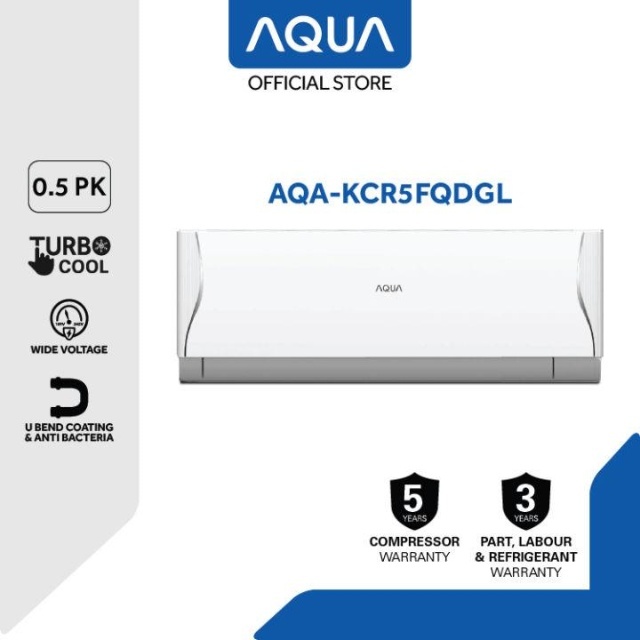 AQUA
OFFICIAL STORE
0.5 PK
TURBO
COOL
WIDE VOLTAGE
U BEND COATING
& ANTI BACTERIA
AQA-KCR5FQDGL
AQUA
5
YEARS
COMPRESSOR
WARRANTY
3
YEARS
PART, LABOUR
& REFRIGERANT
WARRANTY